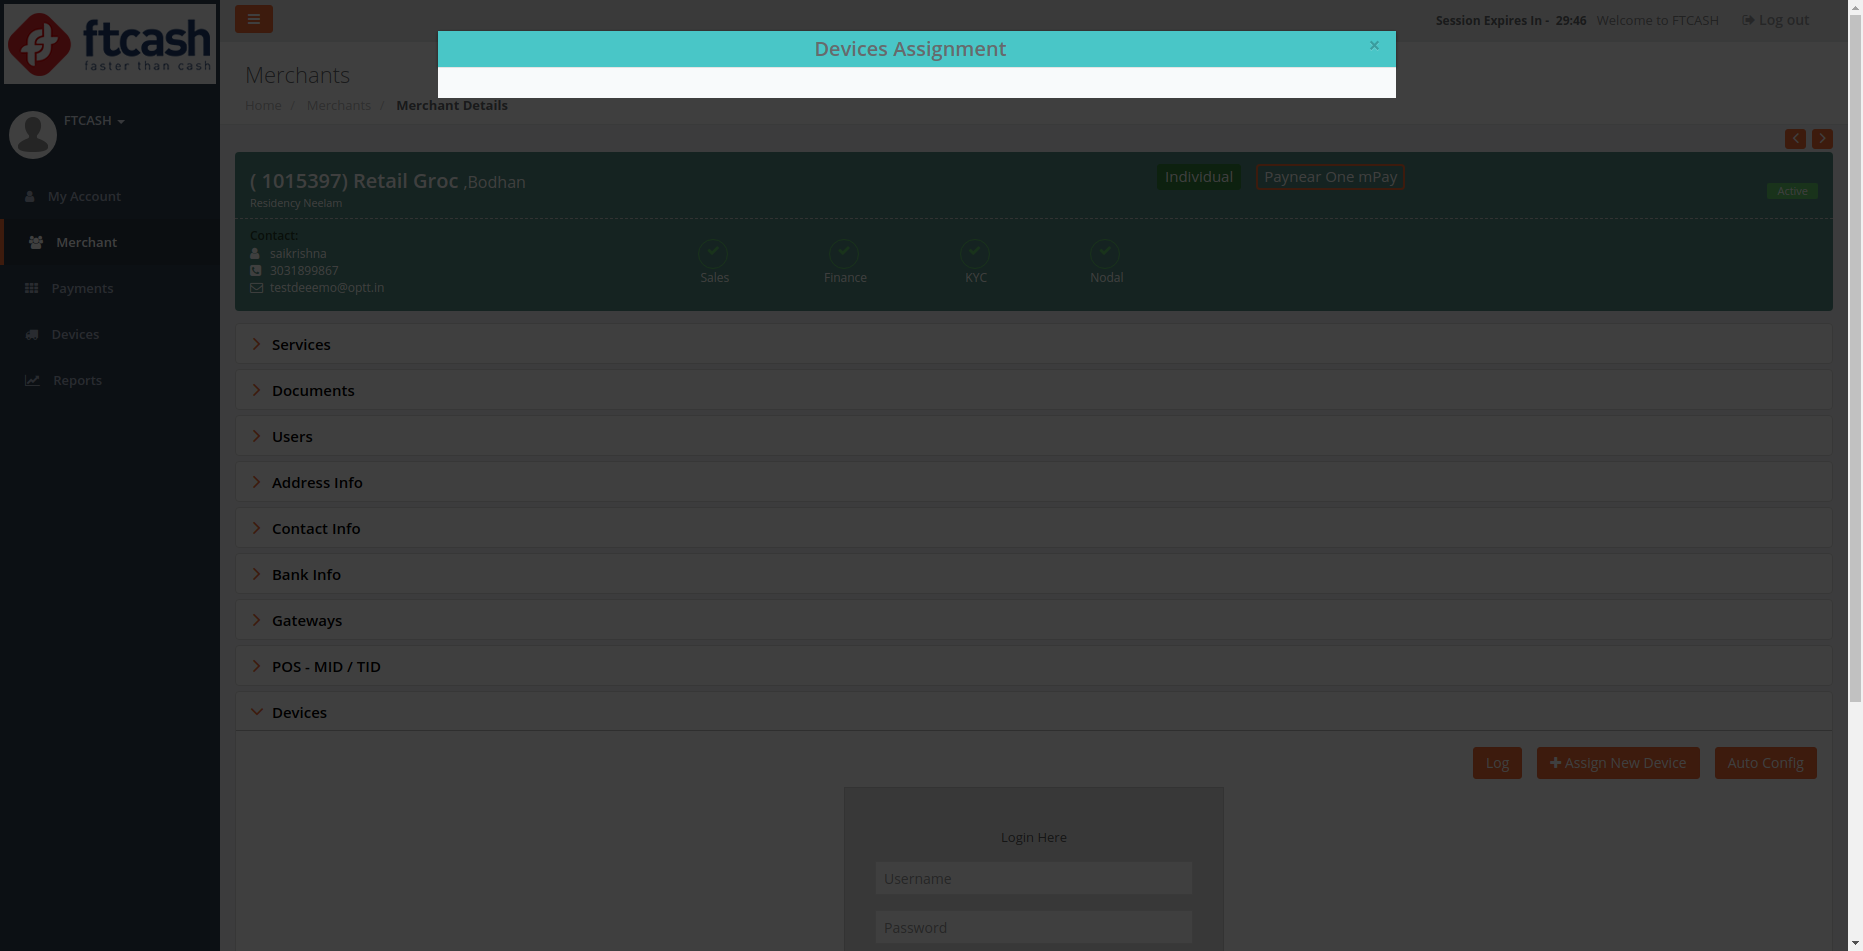 ftcash
faster than cash
Session Expires In - 29:46 Welcome to FTCASH Log out
Devices Assignment ×
Merchants
Home / Merchants / Merchant Details
FTCASH
My Account
Merchant
Payments
Devices
Reports
( 1015397) Retail Groc ,Bodhan
Individual Paynear One mPay
Active
Residency Neelam
Contact:
saikrishna
3031899867
testdeeemo@optt.in
Sales Finance KYC Nodal
Services
Documents
Users
Address Info
Contact Info
Bank Info
Gateways
POS - MID / TID
Devices
Log Assign New Device Auto Config
Login Here
Username
Password